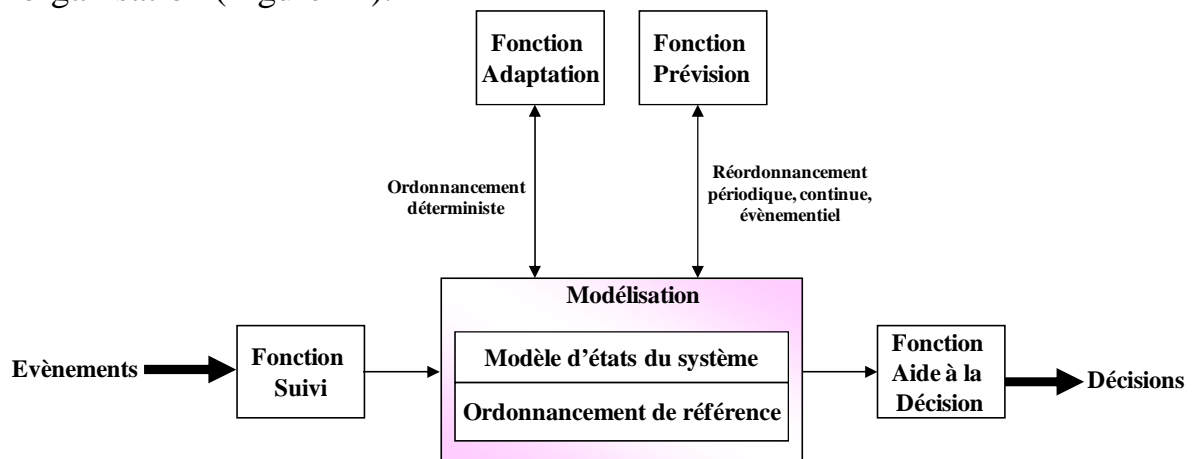 Fonction
Adaptation
Fonction
Prévision
Ordonnancement
déterministe
Réordonnancement
périodique, continue,
évènementiel
Modélisation
Evènements
Fonction
Suivi
Modèle d'états du système
Ordonnancement de référence
Fonction
Aide à la
Décision
Décisions